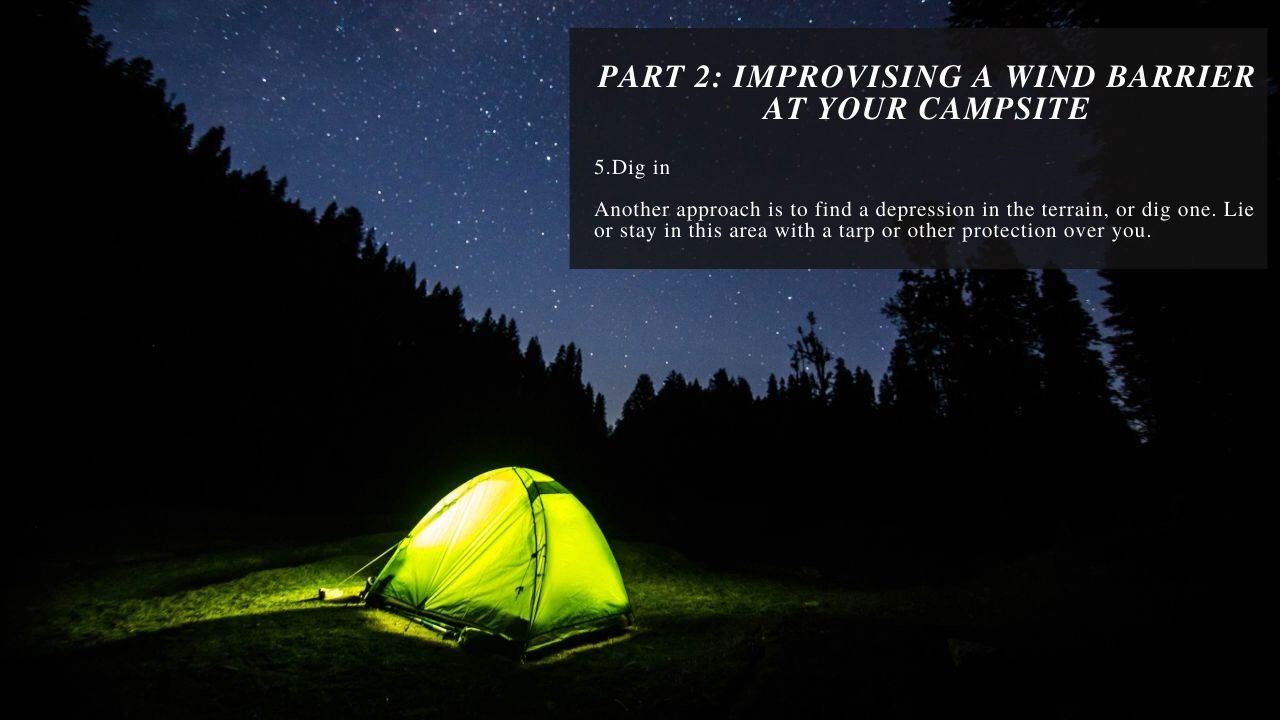 PART 2: IMPROVISING A WIND BARRIER
AT YOUR CAMPSITE
5.Dig in
Another approach is to find a depression in the terrain, or dig one. Lie
or stay in this area with a tarp or other protection over you.